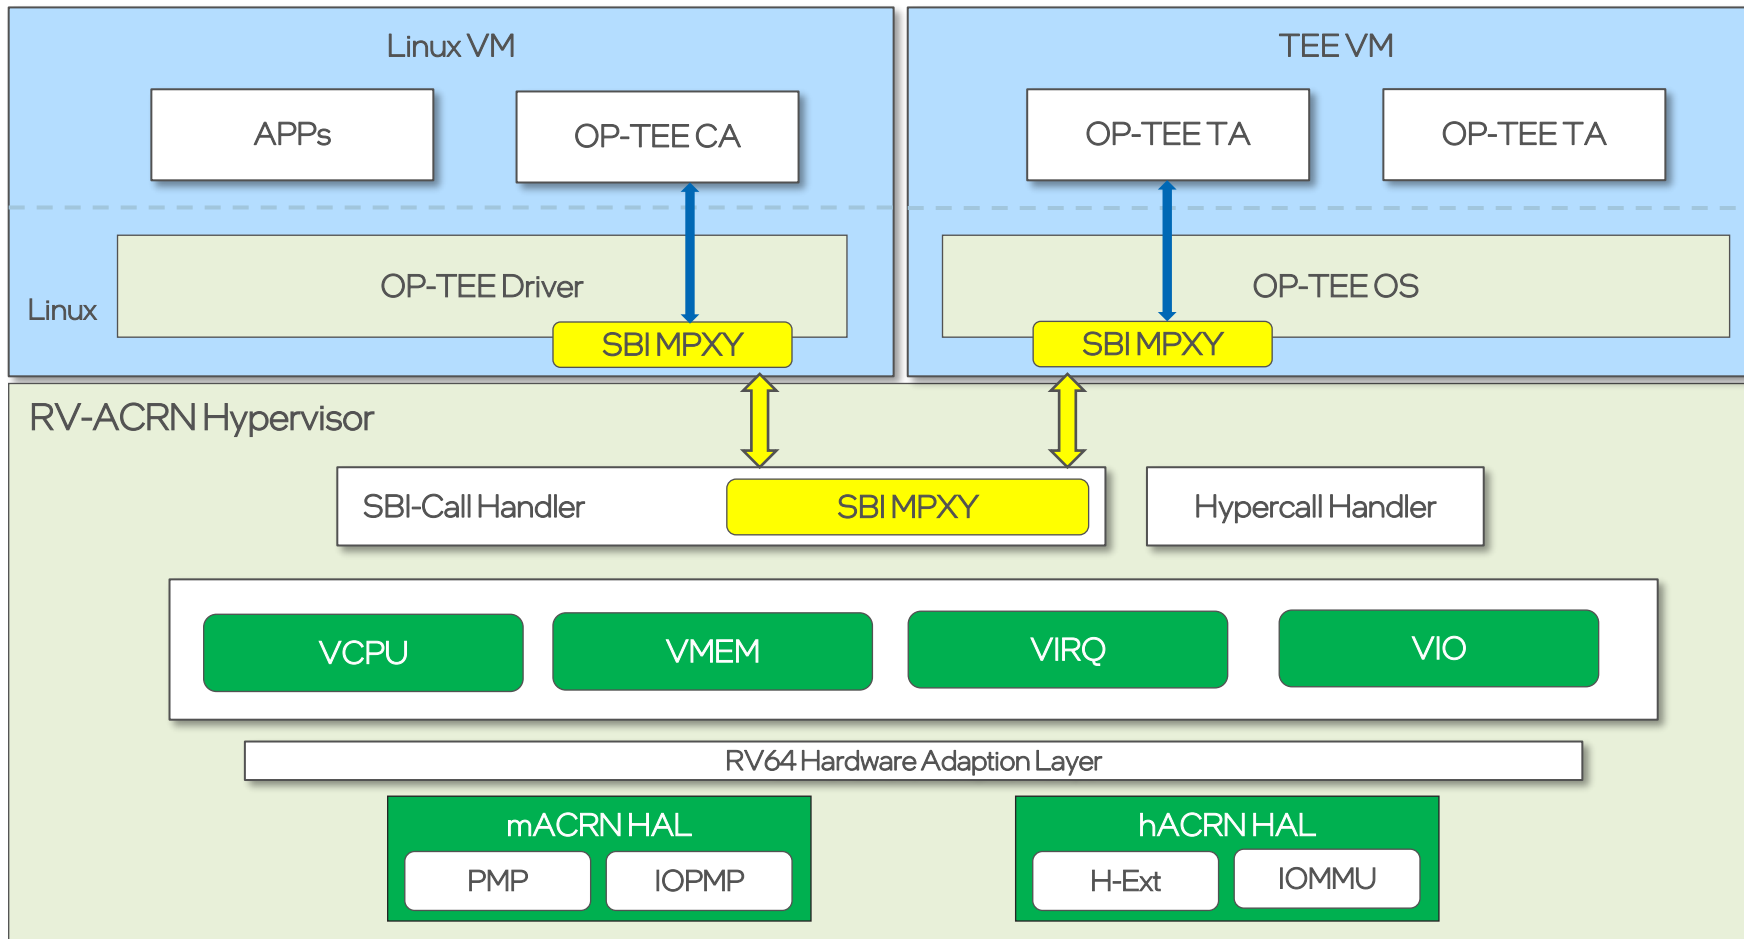 Linux VM
APPs
OP-TEE CA
OP-TEE Driver
Linux
SBI MPXY
TEE VM
OP-TEE TA
OP-TEE TA
OP-TEE OS
SBI MPXY
RV-ACRN Hypervisor
SBI-Call Handler
SBI MPXY
Hypercall Handler
VCPU
VMEM
VIRQ
VIO
RV64 Hardware Adaption Layer
mACRN HAL
PMP
IOPMP
hACRN HAL
H-Ext
IOMMU